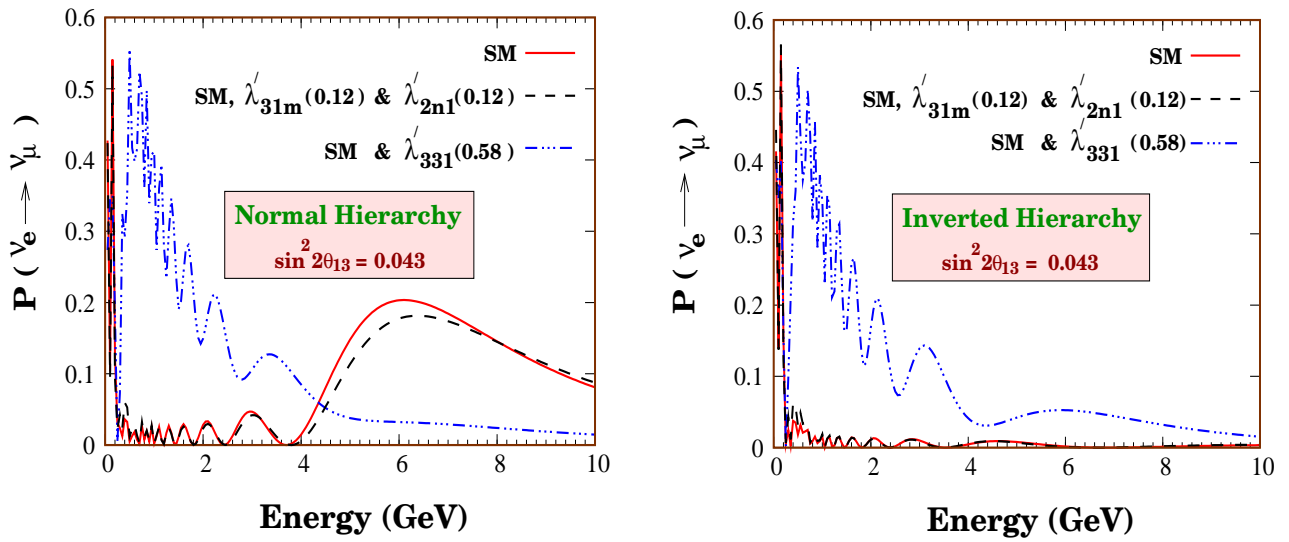 0.6
0.5
0.4
0.3
0.2
0.1
0
P ( νe ⟶ νμ )
SM
SM, λ′31m (0.12) & λ′2n1 (0.12)
SM & λ′331 (0.58)
Normal Hierarchy
sin² 2θ13 = 0.043
0 2 4 6 8 10
Energy (GeV)
0.6
0.5
0.4
0.3
0.2
0.1
0
P ( νe ⟶ νμ )
SM
SM, λ′31m (0.12) & λ′2n1 (0.12)
SM & λ′331 (0.58)
Inverted Hierarchy
sin² 2θ13 = 0.043
0 2 4 6 8 10
Energy (GeV)